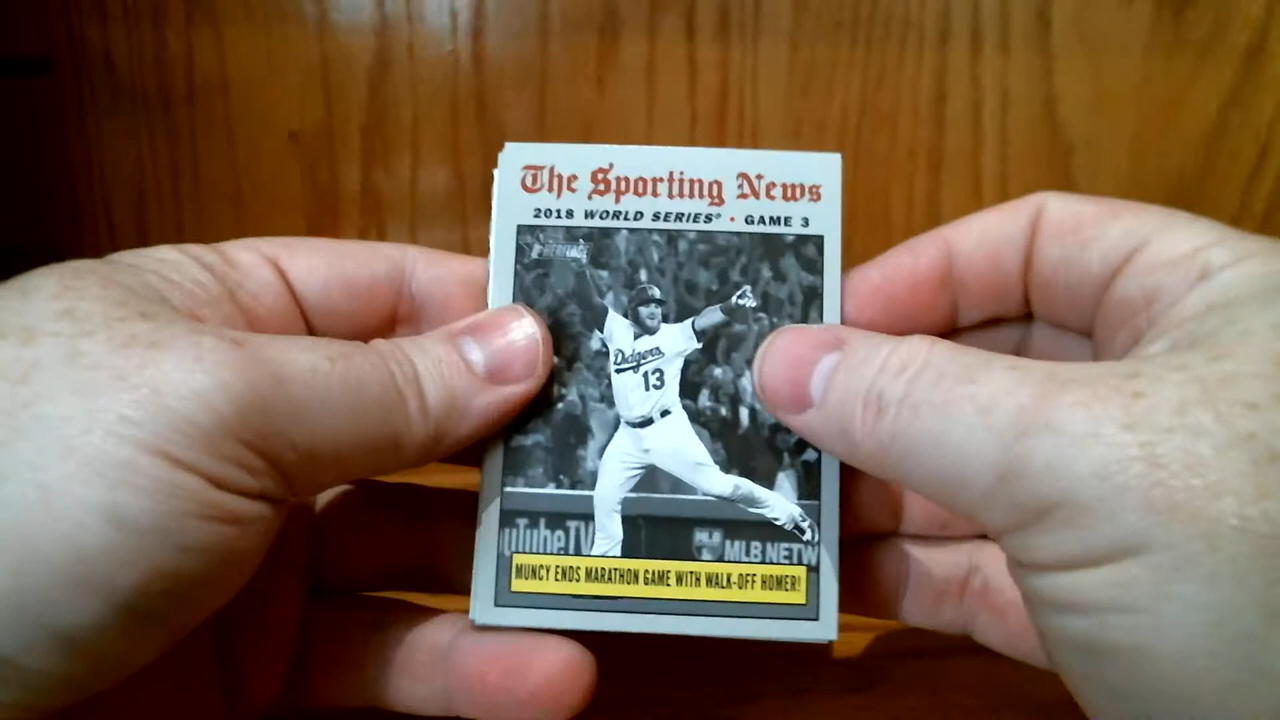 The Sporting News
2018 WORLD SERIES® • GAME 3
HERITAGE
Dodgers
13
uTubeTV
MLB
MLB NETW
MUNCY ENDS MARATHON GAME WITH WALK-OFF HOMER!